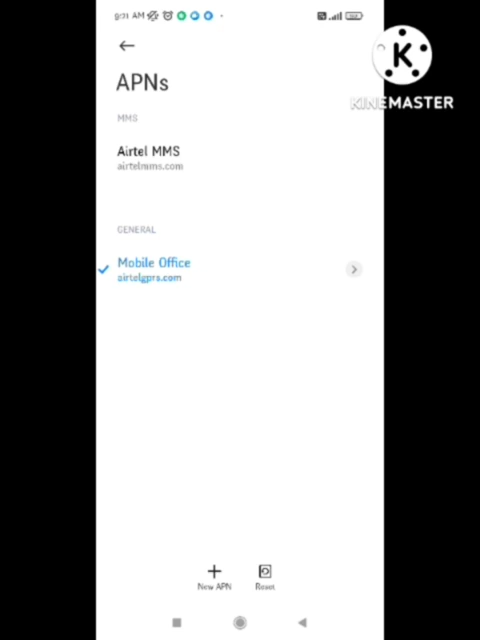 9:31 AM
K
KINEMASTER
APNs
MMS
Airtel MMS
airtelmms.com
GENERAL
Mobile Office
airtelgprs.com
New APN
Reset